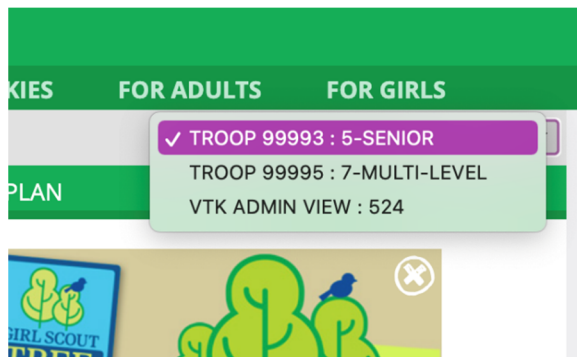 KIES FOR ADULTS FOR GIRLS
✓ TROOP 99993 : 5-SENIOR
TROOP 99995 : 7-MULTI-LEVEL
PLAN
VTK ADMIN VIEW : 524
GIRL SCOUT
TREE